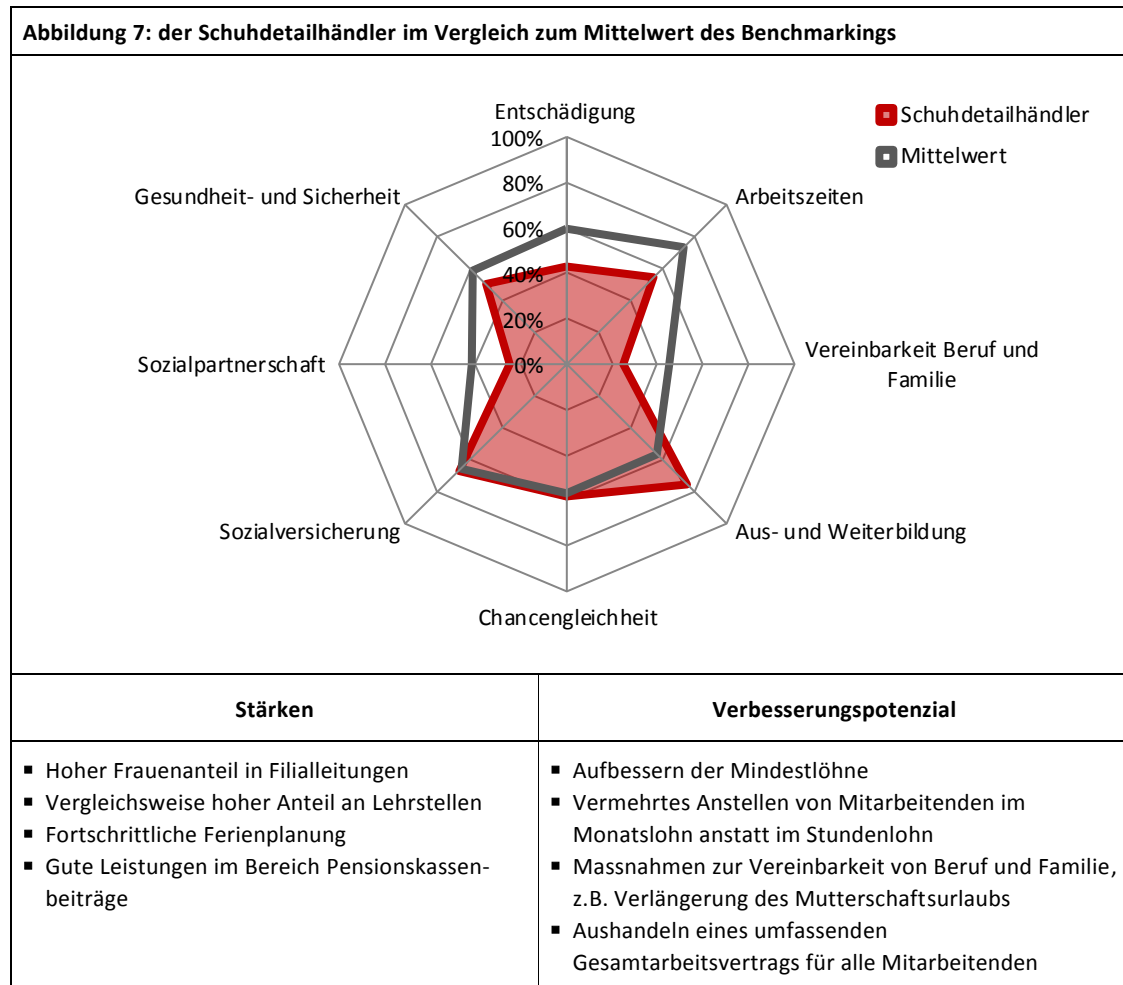 Abbildung 7: der Schuhdetailhändler im Vergleich zum Mittelwert des Benchmarkings
Entschädigung
Schuhdetailhändler
Mittelwert
100%
80%
60%
40%
20%
0%
Gesundheit- und Sicherheit
Arbeitszeiten
Sozialpartnerschaft
Vereinbarkeit Beruf und
Familie
Sozialversicherung
Aus- und Weiterbildung
Chancengleichheit
Stärken
▪ Hoher Frauenanteil in Filialleitungen
▪ Vergleichsweise hoher Anteil an Lehrstellen
▪ Fortschrittliche Ferienplanung
▪ Gute Leistungen im Bereich Pensionskassen-
beiträge
Verbesserungspotenzial
▪ Aufbessern der Mindestlöhne
▪ Vermehrtes Anstellen von Mitarbeitenden im
Monatslohn anstatt im Stundenlohn
▪ Massnahmen zur Vereinbarkeit von Beruf und Familie,
z.B. Verlängerung des Mutterschaftsurlaubs
▪ Aushandeln eines umfassenden
Gesamtarbeitsvertrags für alle Mitarbeitenden